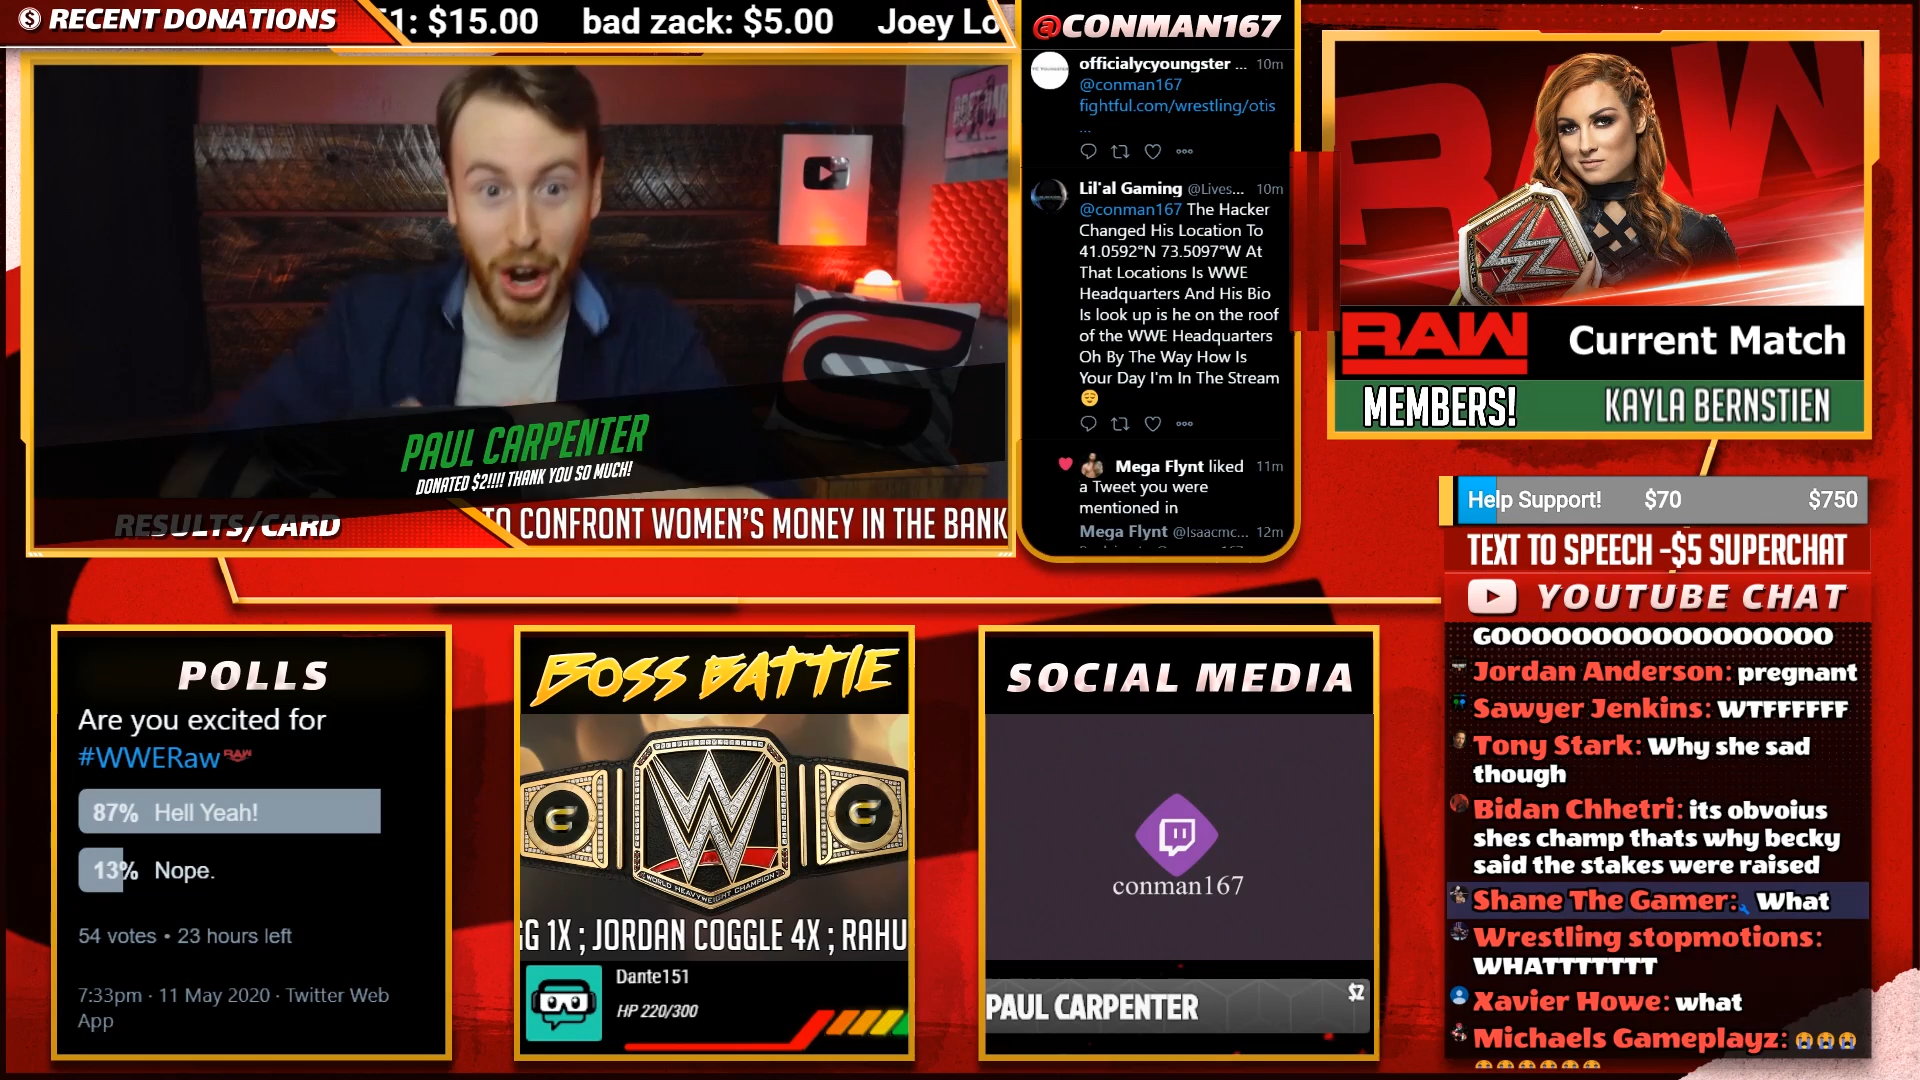 RECENT DONATIONS
1: $15.00 bad zack: $5.00 Joey Lo
@CONMAN167
officialycyoungster ... 10m
@conman167
fightful.com/wrestling/otis
...
Lil'al Gaming @Lives... 10m
@conman167 The Hacker
Changed His Location To
41.0592°N 73.5097°W At
That Locations Is WWE
Headquarters And His Bio
Is look up is he on the roof
of the WWE Headquarters
Oh By The Way How Is
Your Day I'm In The Stream
😌
Mega Flynt liked 11m
a Tweet you were
mentioned in
Mega Flynt @Isaacmc... 12m
RAW
RAW Current Match
MEMBERS! KAYLA BERNSTIEN
PAUL CARPENTER
DONATED $2!!!! THANK YOU SO MUCH!
RESULTS/CARD
TO CONFRONT WOMEN'S MONEY IN THE BANK
Help Support! $70 $750
TEXT TO SPEECH -$5 SUPERCHAT
YOUTUBE CHAT
GOOOOOOOOOOOOOOOOO
Jordan Anderson: pregnant
Sawyer Jenkins: WTFFFFFF
Tony Stark: Why she sad
though
Bidan Chhetri: its obvoius
shes champ thats why becky
said the stakes were raised
Shane The Gamer: What
Wrestling stopmotions:
WHATTTTTTT
Xavier Howe: what
Michaels Gameplayz: 😭😭😭
😭😭😭😭😭😭😭
POLLS
Are you excited for
#WWERaw
87% Hell Yeah!
13% Nope.
54 votes • 23 hours left
7:33pm · 11 May 2020 · Twitter Web
App
BOSS BATTLE
WORLD HEAVYWEIGHT CHAMPION
GG 1X ; JORDAN COGGLE 4X ; RAHU
Dante151
HP 220/300
SOCIAL MEDIA
conman167
PAUL CARPENTER $2